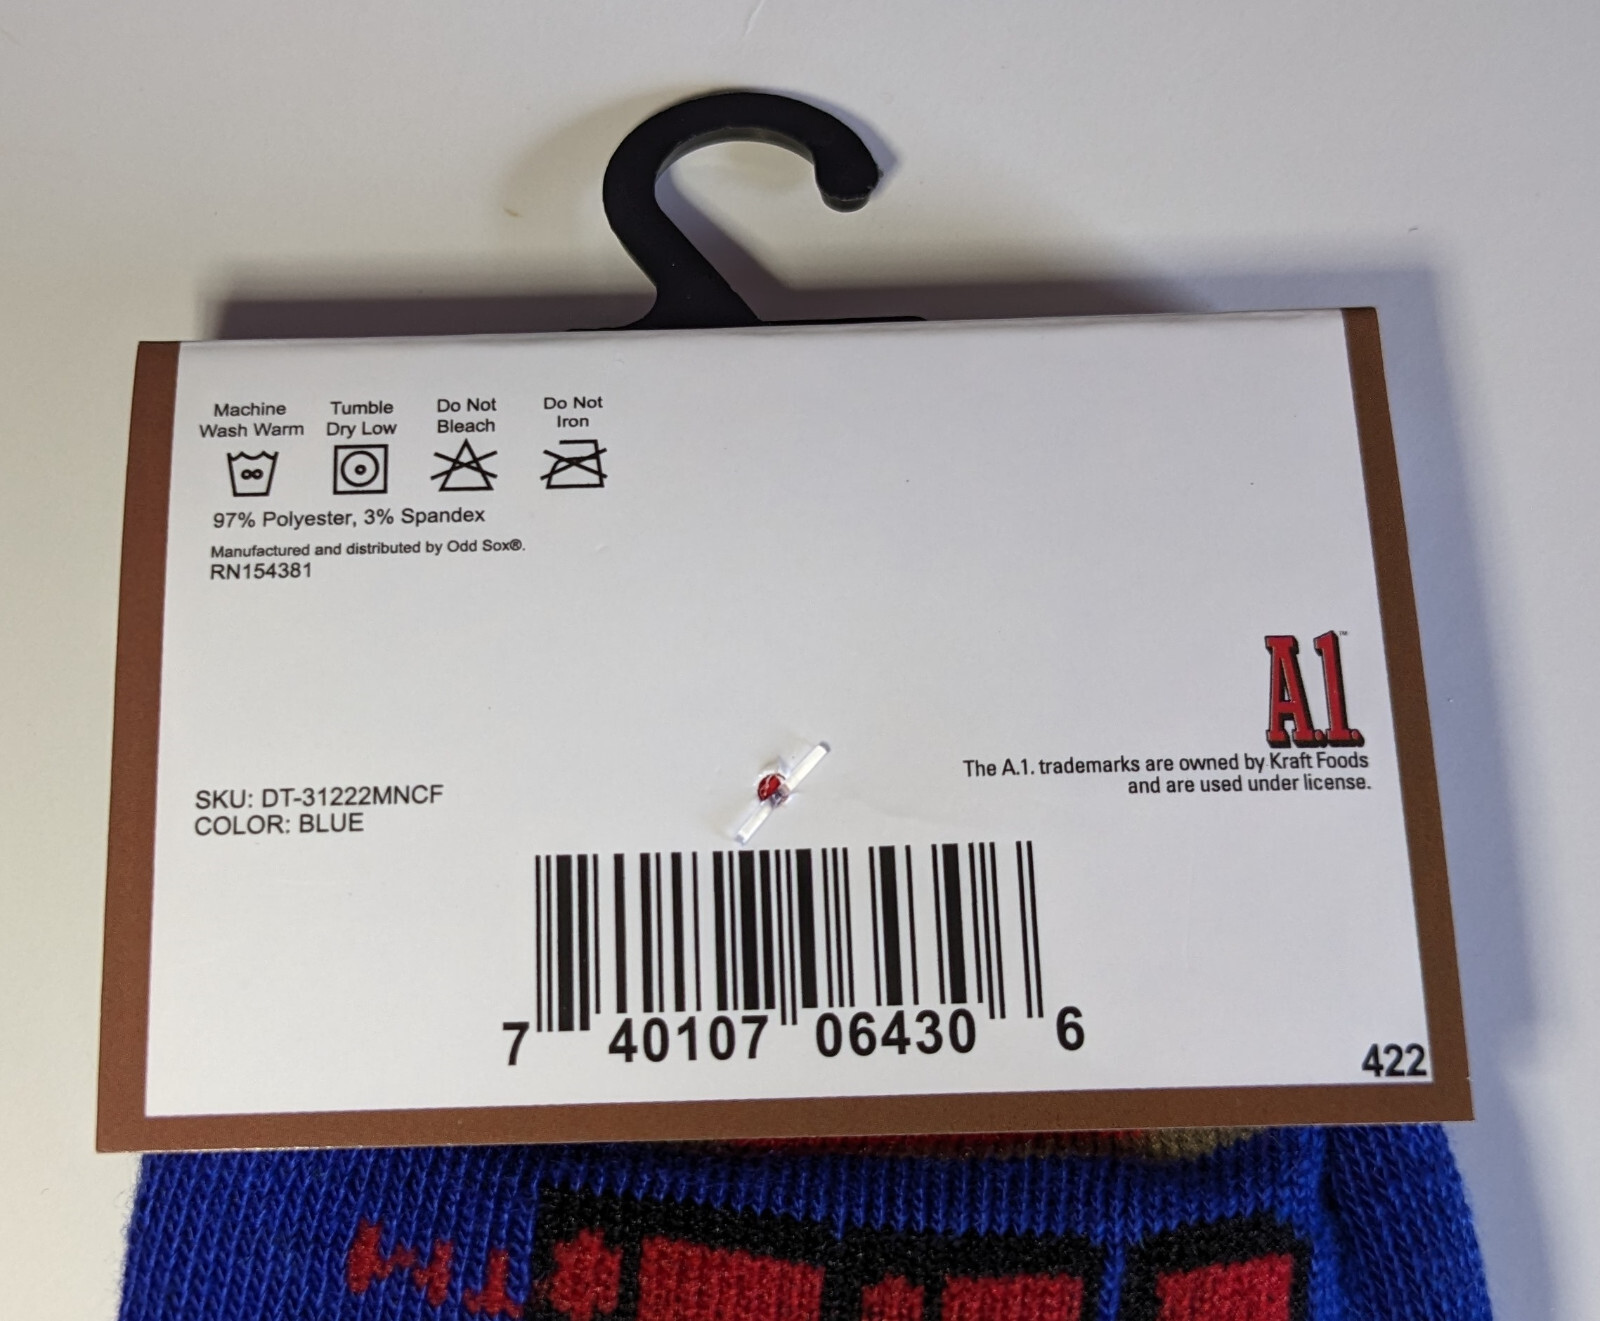 Machine Wash Warm
Tumble Dry Low
Do Not Bleach
Do Not Iron
97% Polyester, 3% Spandex
Manufactured and distributed by Odd Sox®.
RN154381
A.1.™
The A.1. trademarks are owned by Kraft Foods
and are used under license.
SKU: DT-31222MNCF
COLOR: BLUE
7 40107 06430 6
422
TM